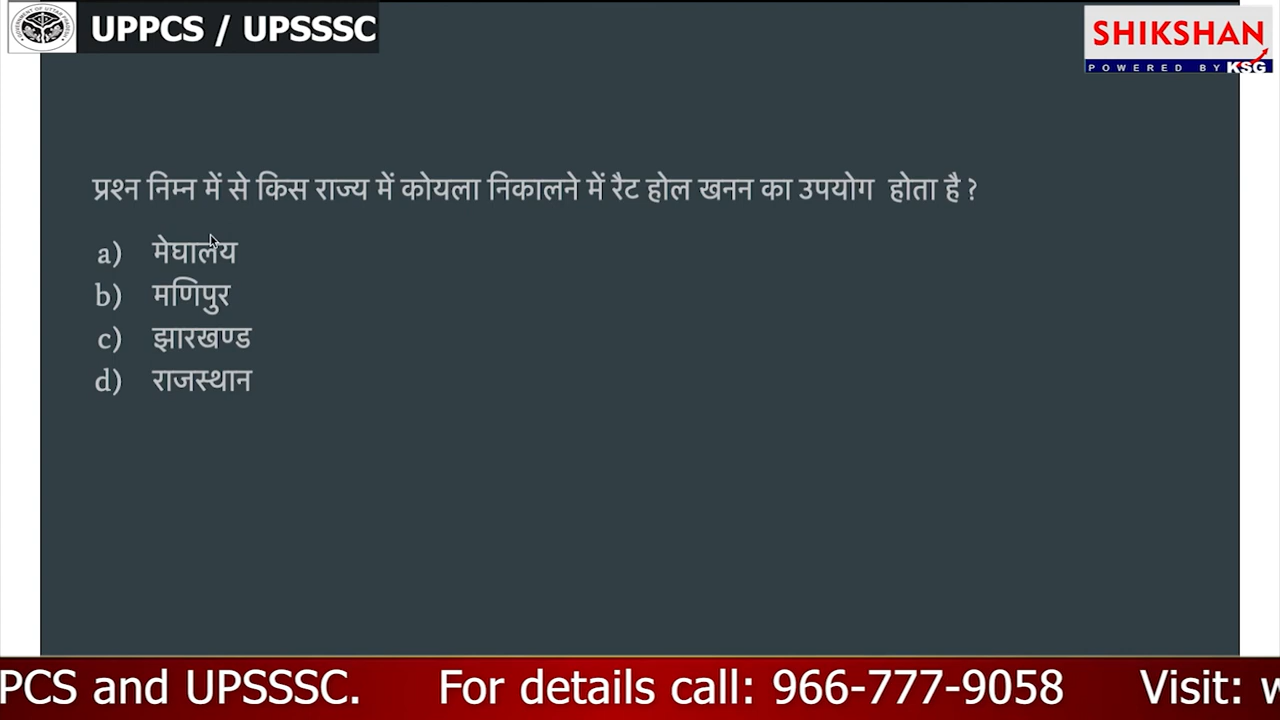 UPPCS / UPSSSC
SHIKSHAN
POWERED BY KSG
प्रश्न निम्न में से किस राज्य में कोयला निकालने में रैट होल खनन का उपयोग होता है ?
a) मेघालय
b) मणिपुर
c) झारखण्ड
d) राजस्थान
PCS and UPSSSC. For details call: 966-777-9058 Visit: w